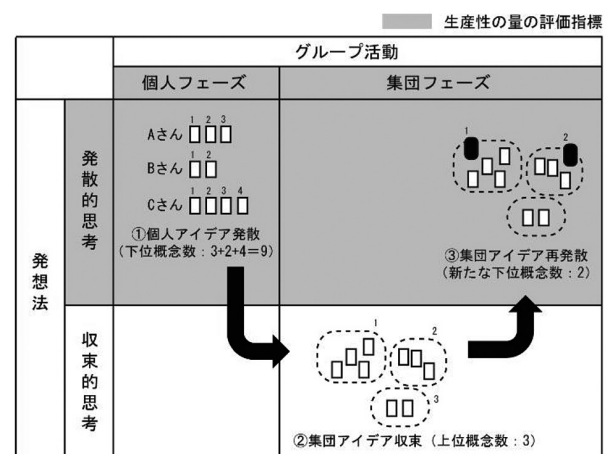 生産性の量の評価指標
グループ活動
個人フェーズ
集団フェーズ
発想法
発散的思考
1 2 3
Aさん
1 2
Bさん
1 2 3 4
Cさん
①個人アイデア発散
(下位概念数：3+2+4=9)
1
2
③集団アイデア再発散
(新たな下位概念数：2)
収束的思考
1
2
3
②集団アイデア収束（上位概念数：3）